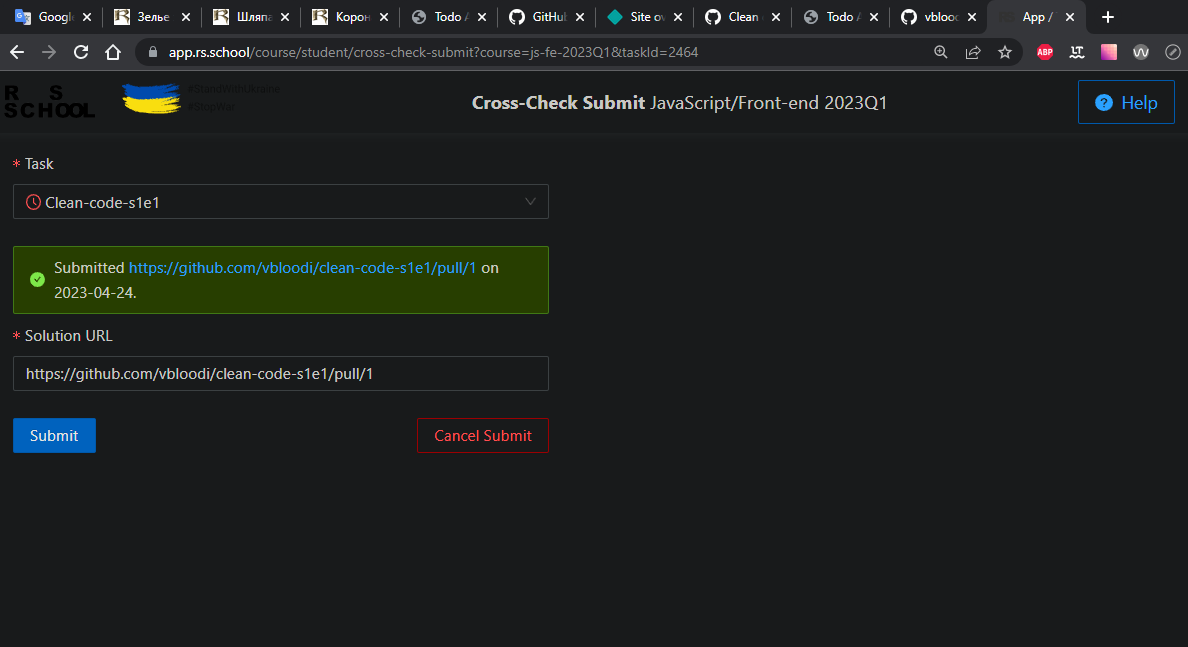 Googl
Зелье
Шляпа
Корон
Todo
GitHu
Site o
Clean
Todo
vbloo
App /
app.rs.school/course/student/cross-check-submit?course=js-fe-2023Q1&taskId=2464
ABP
RS
SCHOOL
#StandWithUkraine
#StopWar
Cross-Check Submit JavaScript/Front-end 2023Q1
? Help
* Task
Clean-code-s1e1
Submitted https://github.com/vbloodi/clean-code-s1e1/pull/1 on
2023-04-24.
* Solution URL
https://github.com/vbloodi/clean-code-s1e1/pull/1
Submit
Cancel Submit